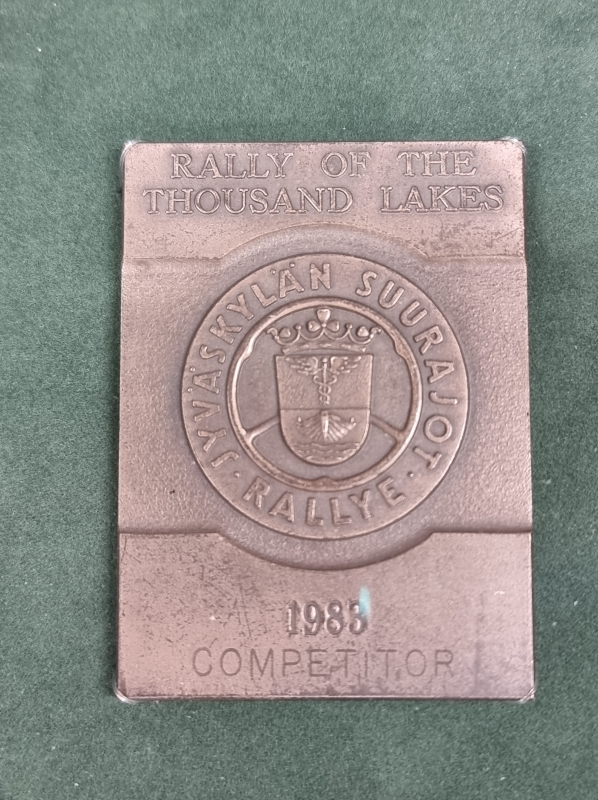 RALLY OF THE
THOUSAND LAKES
JYVÄSKYLÄN SUURAJOT
· RALLYE ·
1983
COMPETITOR